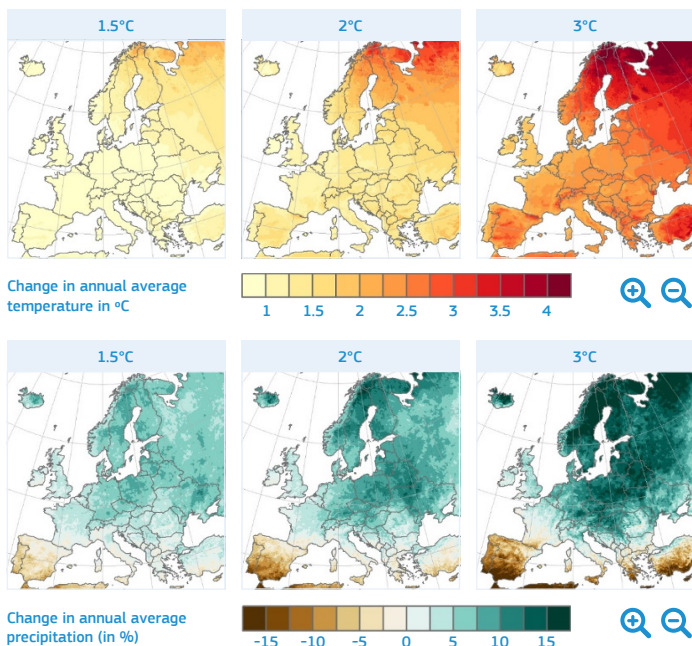 1.5°C 2°C 3°C
Change in annual average
temperature in ºC
1 1.5 2 2.5 3 3.5 4
1.5°C 2°C 3°C
Change in annual average
precipitation (in %)
-15 -10 -5 0 5 10 15